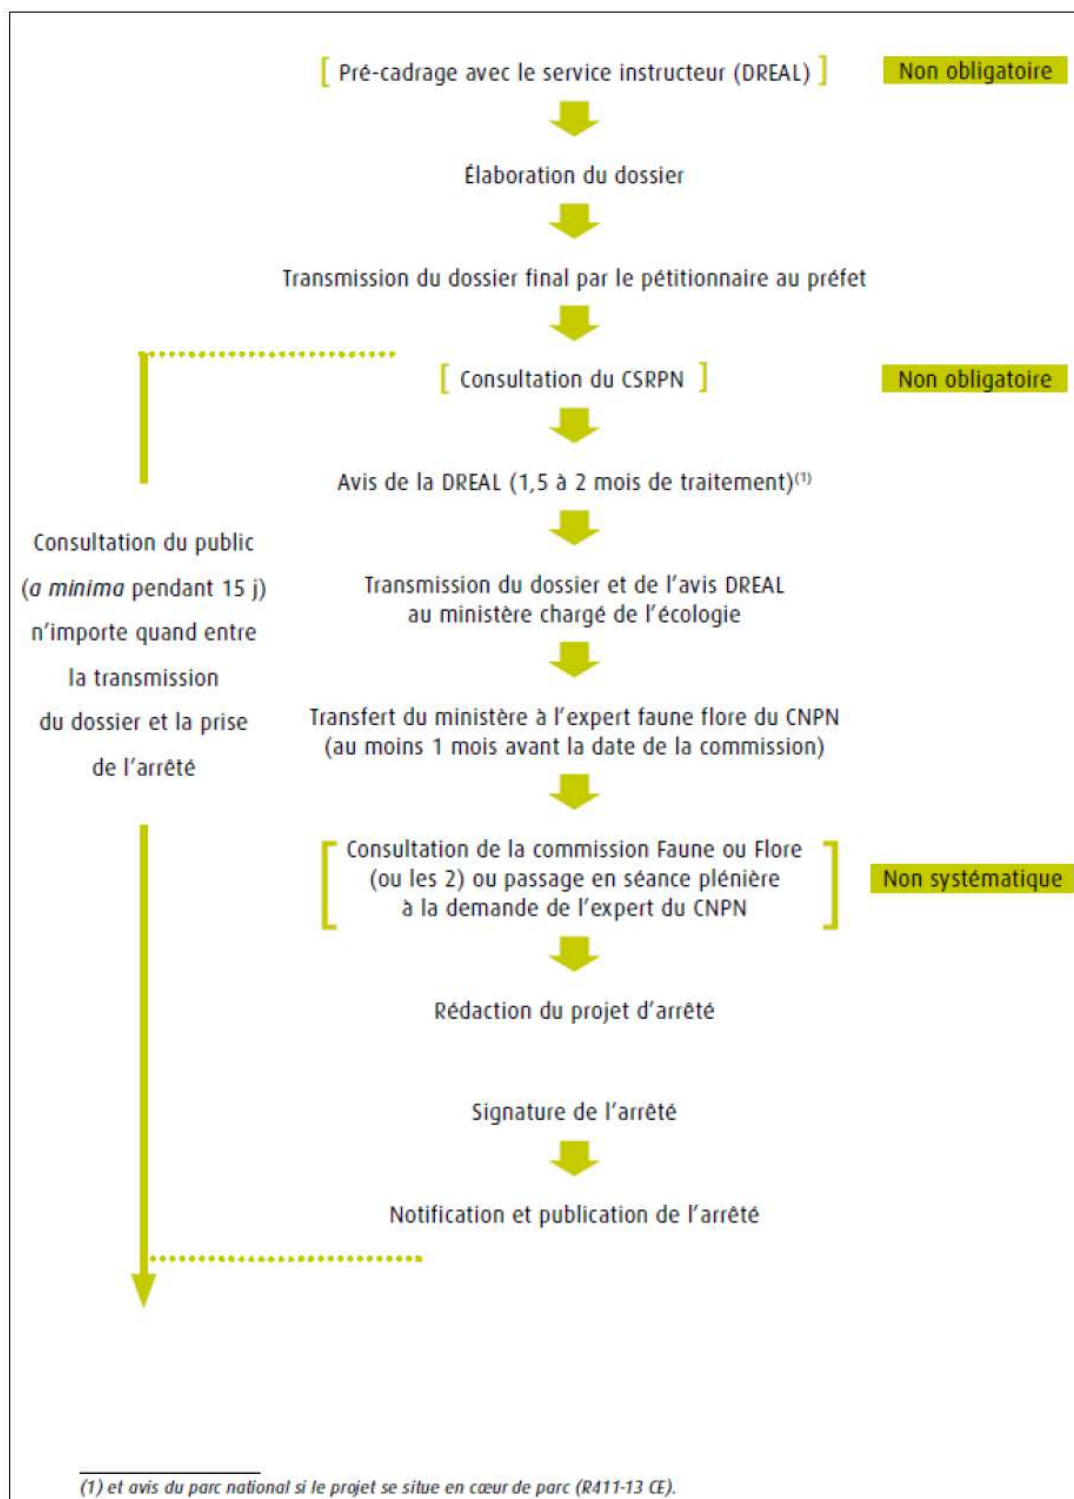 [ Pré-cadrage avec le service instructeur (DREAL) ]
Non obligatoire
Élaboration du dossier
Transmission du dossier final par le pétitionnaire au préfet
[ Consultation du CSRPN ]
Non obligatoire
Avis de la DREAL (1,5 à 2 mois de traitement)(1)
Consultation du public
(a minima pendant 15 j)
n'importe quand entre
la transmission
du dossier et la prise
de l'arrêté
Transmission du dossier et de l'avis DREAL
au ministère chargé de l'écologie
Transfert du ministère à l'expert faune flore du CNPN
(au moins 1 mois avant la date de la commission)
[ Consultation de la commission Faune ou Flore
(ou les 2) ou passage en séance plénière
à la demande de l'expert du CNPN ]
Non systématique
Rédaction du projet d'arrêté
Signature de l'arrêté
Notification et publication de l'arrêté
(1) et avis du parc national si le projet se situe en cœur de parc (R411-13 CE).